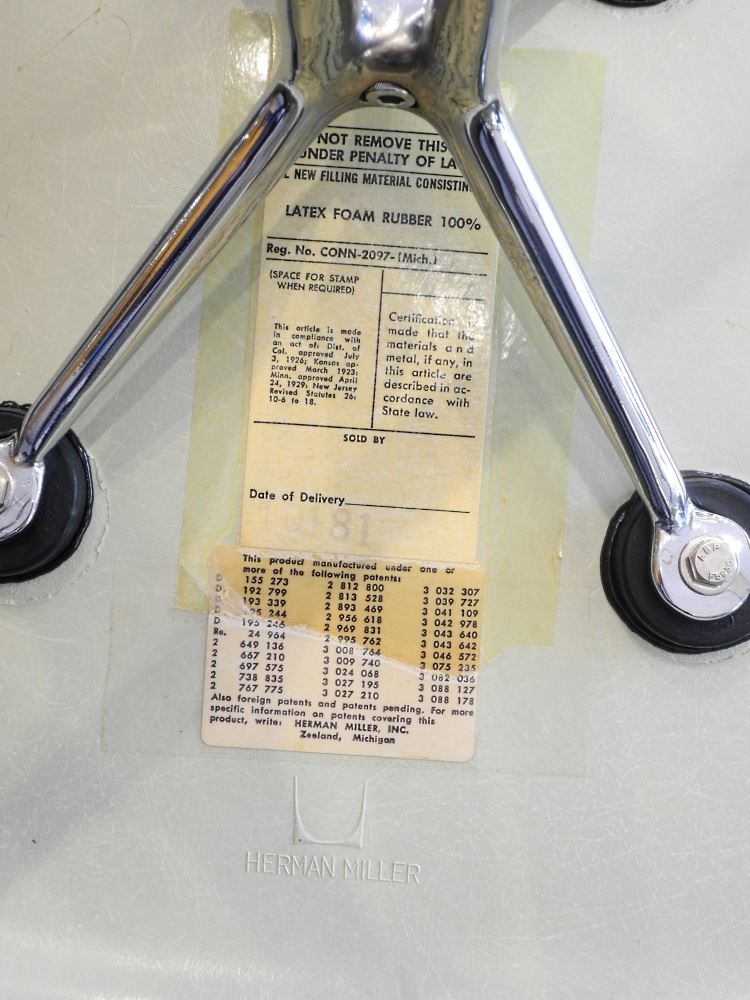 NOT REMOVE THIS
UNDER PENALTY OF LA
L NEW FILLING MATERIAL CONSISTIN
LATEX FOAM RUBBER 100%
Reg. No. CONN-2097-(Mich.)
(SPACE FOR STAMP
WHEN REQUIRED)
This article is made
in compliance with
an act of: Dist. of
Col. approved July
3, 1926; Kansas ap-
proved March 1923;
Minn. approved April
24, 1929; New Jersey
Revised Statutes 26:
10-6 to 18.
Certification is
made that the
materials and
metal, if any, in
this article are
described in ac-
cordance with
State law.
SOLD BY
Date of Delivery
81
This product manufactured under one or
more of the following patents:
D 155 273 2 812 800 3 032 307
D 192 799 2 813 528 3 039 727
D 193 339 2 893 469 3 041 109
D 195 244 2 956 618 3 042 978
D 195 246 2 969 831 3 043 640
Re. 24 964 2 995 762 3 043 642
2 649 136 3 008 764 3 046 572
2 667 210 3 009 740 3 075 235
2 697 575 3 024 068 3 082 036
2 738 835 3 027 195 3 088 127
2 767 775 3 027 210 3 088 178
Also foreign patents and patents pending. For more
specific information on patents covering this
product, write: HERMAN MILLER, INC.
Zeeland, Michigan
HERMAN MILLER